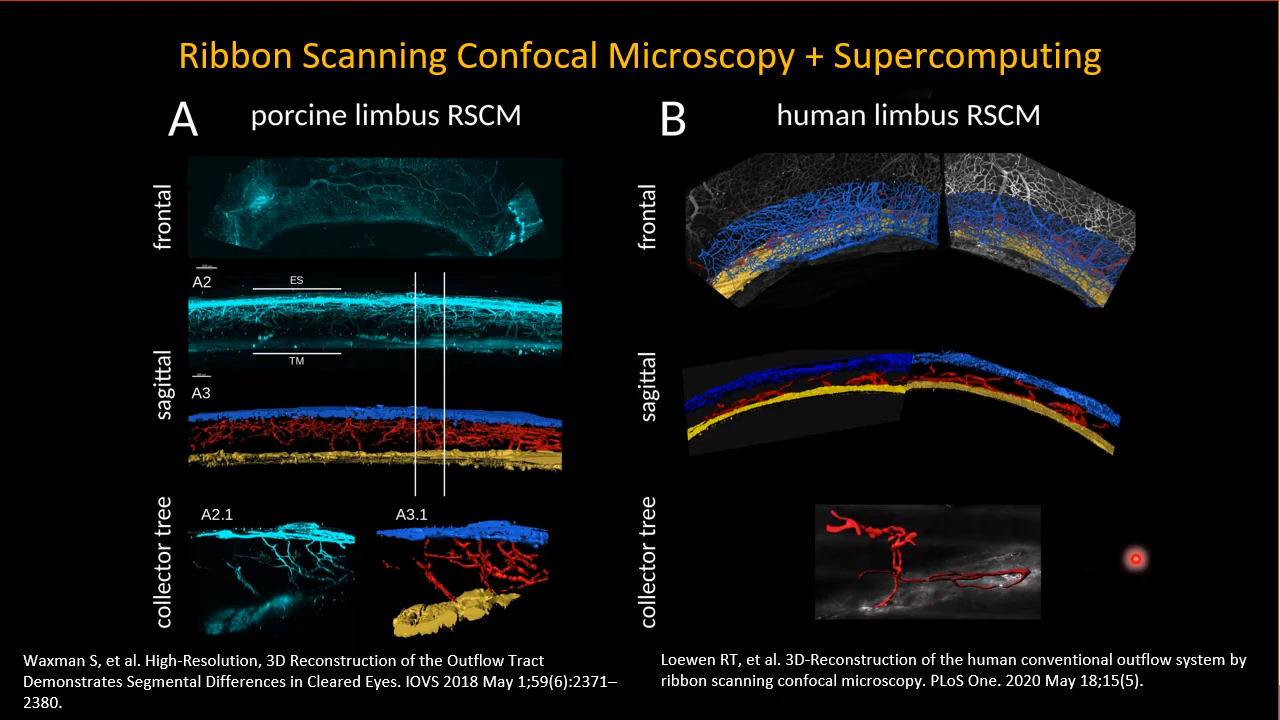 Ribbon Scanning Confocal Microscopy + Supercomputing
A
porcine limbus RSCM
frontal
A2
ES
TM
sagittal
A3
collector tree
A2.1
A3.1
Waxman S, et al. High-Resolution, 3D Reconstruction of the Outflow Tract
Demonstrates Segmental Differences in Cleared Eyes. IOVS 2018 May 1;59(6):2371–
2380.
B
human limbus RSCM
frontal
sagittal
collector tree
Loewen RT, et al. 3D-Reconstruction of the human conventional outflow system by
ribbon scanning confocal microscopy. PLoS One. 2020 May 18;15(5).